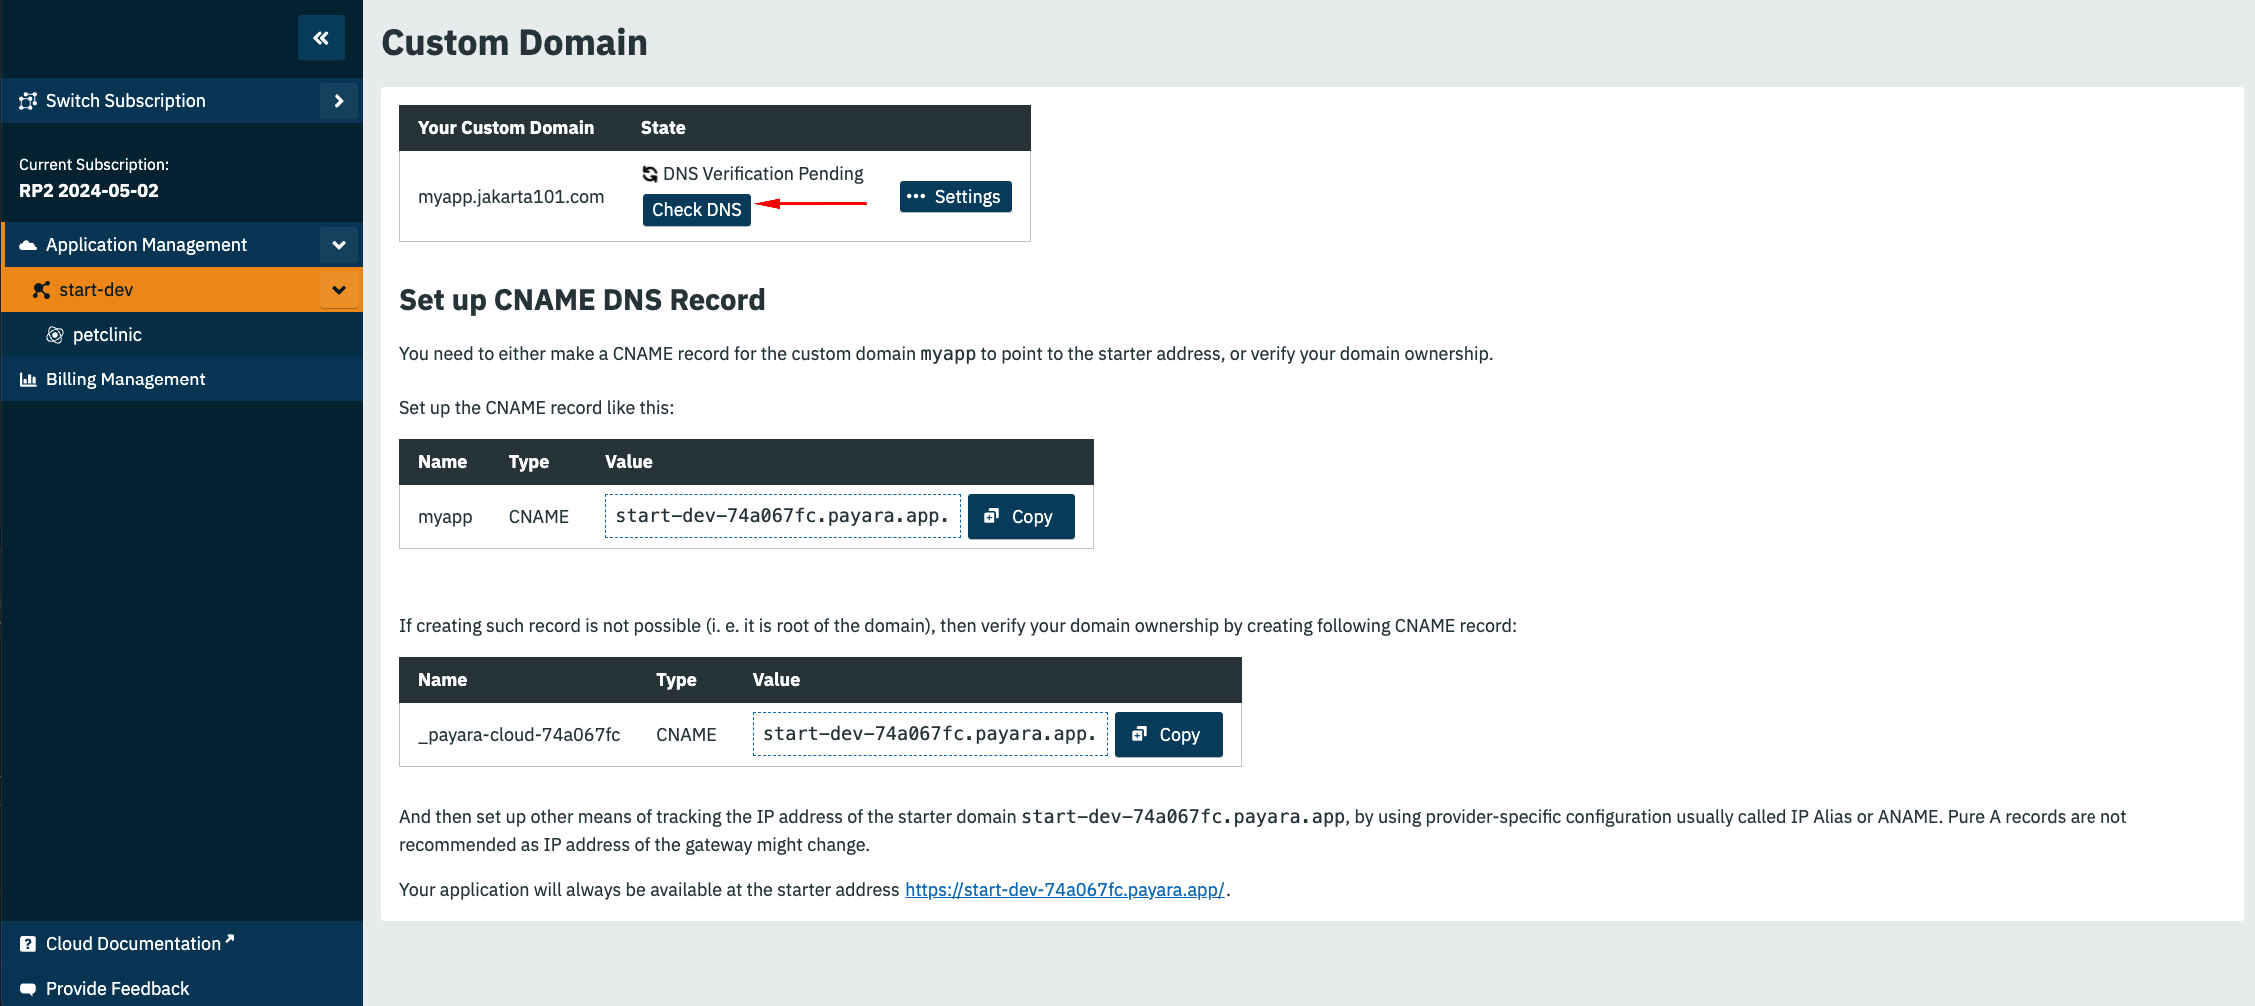 Switch Subscription
Current Subscription:
RP2 2024-05-02
Application Management
start-dev
petclinic
Billing Management
Cloud Documentation
Provide Feedback
Custom Domain
Your Custom Domain State
myapp.jakarta101.com DNS Verification Pending
Check DNS
Settings
Set up CNAME DNS Record
You need to either make a CNAME record for the custom domain myapp to point to the starter address, or verify your domain ownership.
Set up the CNAME record like this:
Name Type Value
myapp CNAME start-dev-74a067fc.payara.app. Copy
If creating such record is not possible (i. e. it is root of the domain), then verify your domain ownership by creating following CNAME record:
Name Type Value
_payara-cloud-74a067fc CNAME start-dev-74a067fc.payara.app. Copy
And then set up other means of tracking the IP address of the starter domain start-dev-74a067fc.payara.app, by using provider-specific configuration usually called IP Alias or ANAME. Pure A records are not
recommended as IP address of the gateway might change.
Your application will always be available at the starter address https://start-dev-74a067fc.payara.app/.